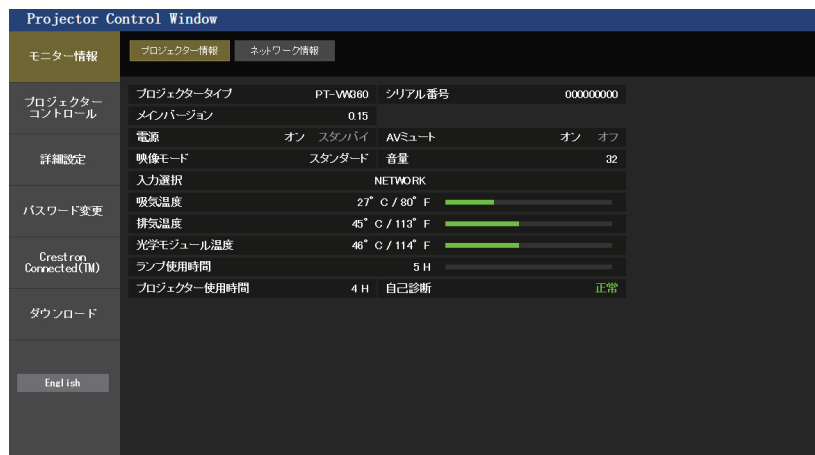 Projector Control Window
モニター情報
プロジェクター情報 ネットワーク情報
プロジェクター
コントロール
詳細設定
パスワード変更
Crestron
Connected(TM)
ダウンロード
English
プロジェクタータイプ PT-VW360 シリアル番号 000000000
メインバージョン 0.15
電源 オン スタンバイ AVミュート オン オフ
映像モード スタンダード 音量 32
入力選択 NETWORK
吸気温度 27° C / 80° F
排気温度 45° C / 113° F
光学モジュール温度 46° C / 114° F
ランプ使用時間 5 H
プロジェクター使用時間 4 H 自己診断 正常